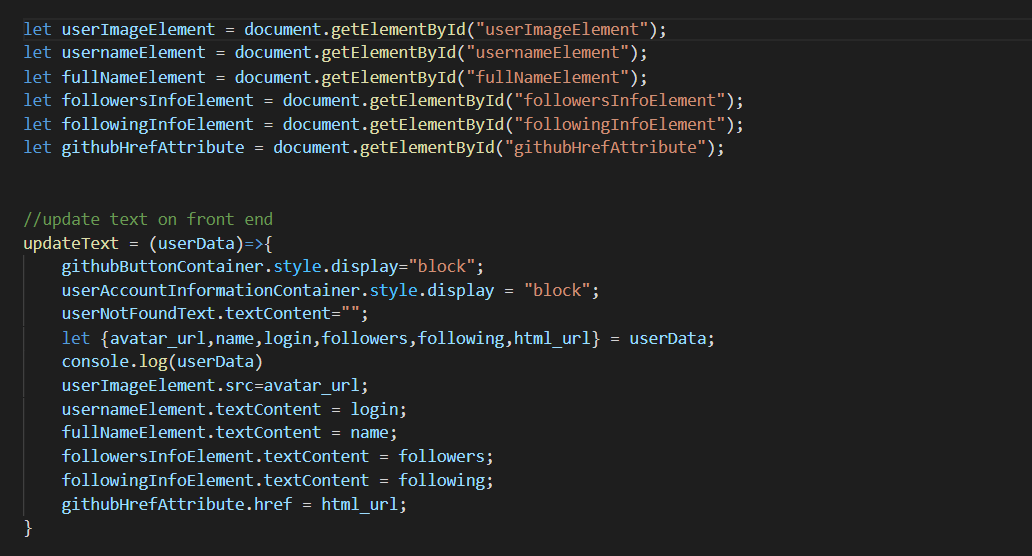 let userImageElement = document.getElementById("userImageElement");
let usernameElement = document.getElementById("usernameElement");
let fullNameElement = document.getElementById("fullNameElement");
let followersInfoElement = document.getElementById("followersInfoElement");
let followingInfoElement = document.getElementById("followingInfoElement");
let githubHrefAttribute = document.getElementById("githubHrefAttribute");
//update text on front end
updateText = (userData)=>{
    githubButtonContainer.style.display="block";
    userAccountInformationContainer.style.display = "block";
    userNotFoundText.textContent="";
    let {avatar_url,name,login,followers,following,html_url} = userData;
    console.log(userData)
    userImageElement.src=avatar_url;
    usernameElement.textContent = login;
    fullNameElement.textContent = name;
    followersInfoElement.textContent = followers;
    followingInfoElement.textContent = following;
    githubHrefAttribute.href = html_url;
}